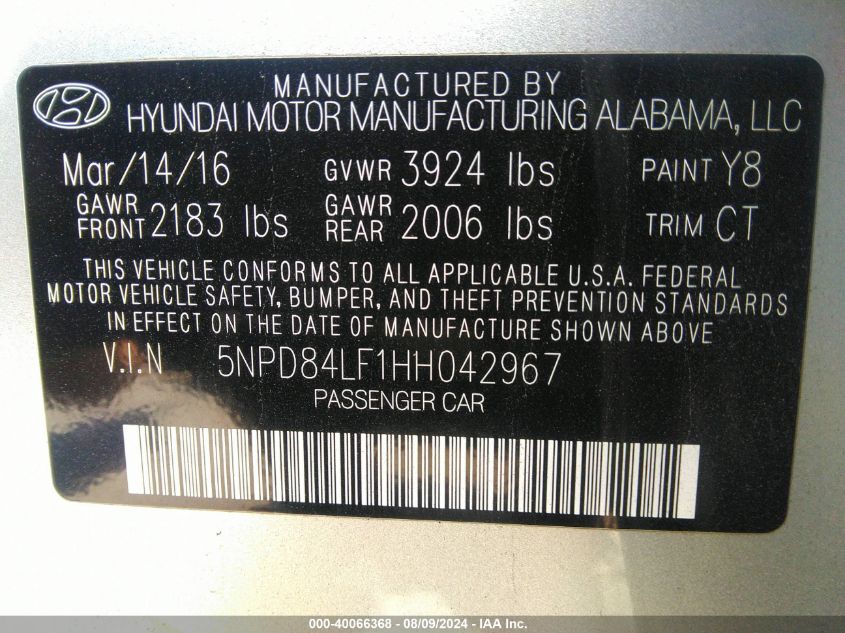 MANUFACTURED BY
HYUNDAI MOTOR MANUFACTURING ALABAMA, LLC
Mar/14/16 GVWR 3924 lbs PAINT Y8
GAWR FRONT 2183 lbs GAWR REAR 2006 lbs TRIM CT
THIS VEHICLE CONFORMS TO ALL APPLICABLE U.S.A. FEDERAL
MOTOR VEHICLE SAFETY, BUMPER, AND THEFT PREVENTION STANDARDS
IN EFFECT ON THE DATE OF MANUFACTURE SHOWN ABOVE
V.I.N 5NPD84LF1HH042967
PASSENGER CAR
000-40066368 - 08/09/2024 - IAA Inc.